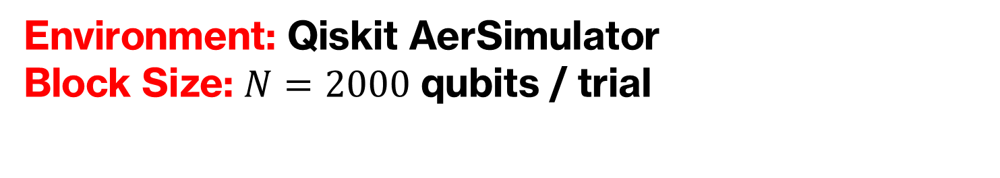 Environment: Qiskit AerSimulator
Block Size: N = 2000 qubits / trial